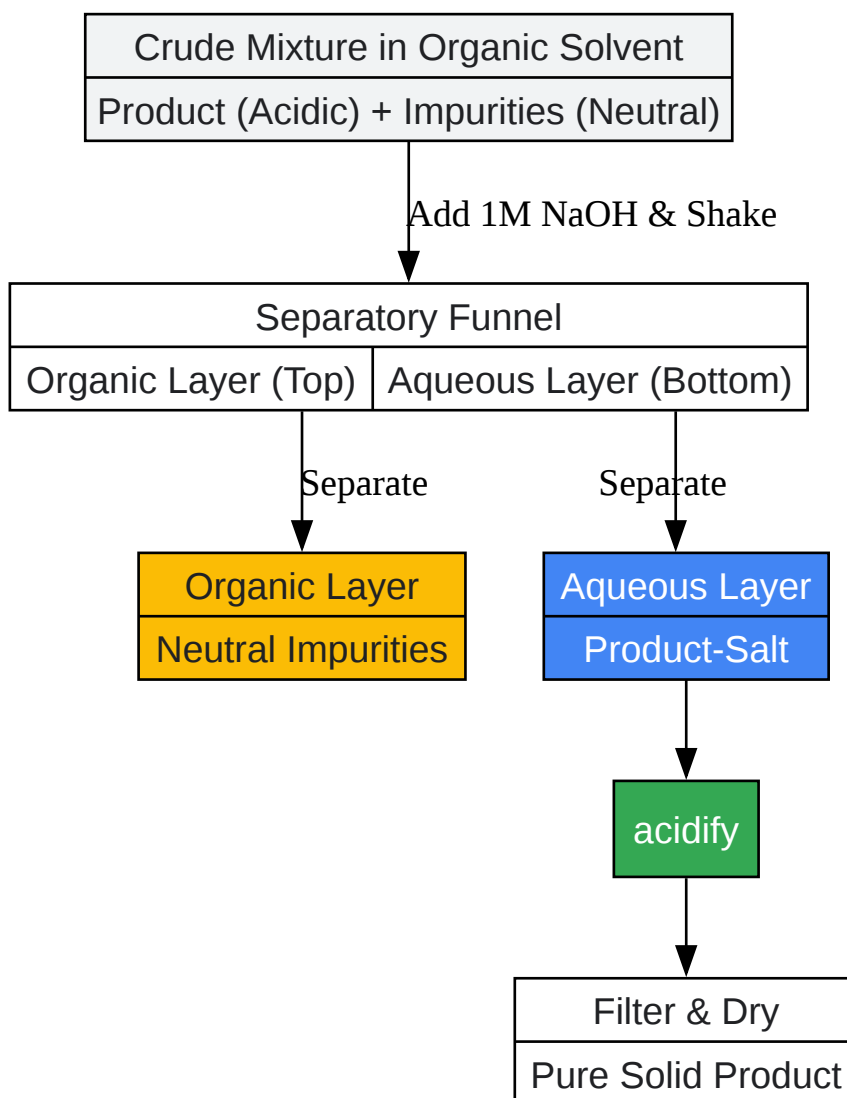 Crude Mixture in Organic Solvent
Product (Acidic) + Impurities (Neutral)
Add 1M NaOH & Shake
Separatory Funnel
Organic Layer (Top)
Aqueous Layer (Bottom)
Separate
Separate
Organic Layer
Neutral Impurities
Aqueous Layer
Product-Salt
acidify
Filter & Dry
Pure Solid Product